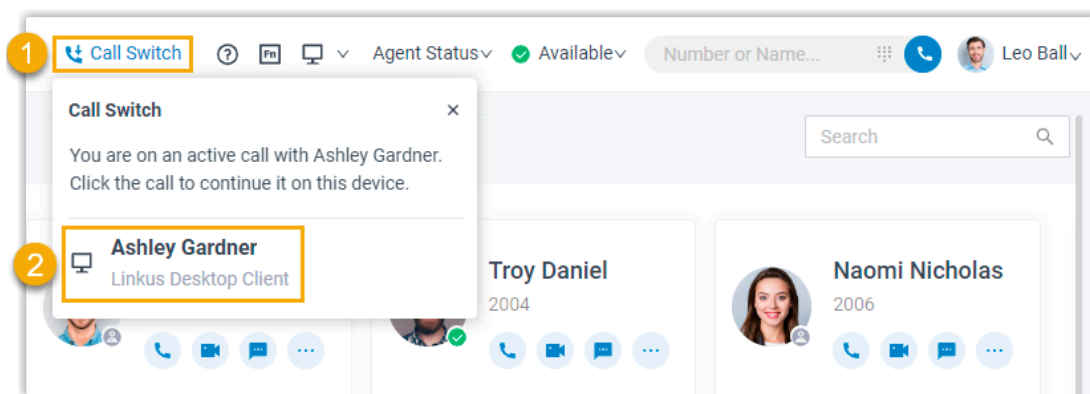 1
Call Switch
Fn
Agent Status
Available
Number or Name...
Leo Ball
Call Switch
You are on an active call with Ashley Gardner.
Click the call to continue it on this device.
Search
2
Ashley Gardner
Linkus Desktop Client
Troy Daniel
2004
Naomi Nicholas
2006